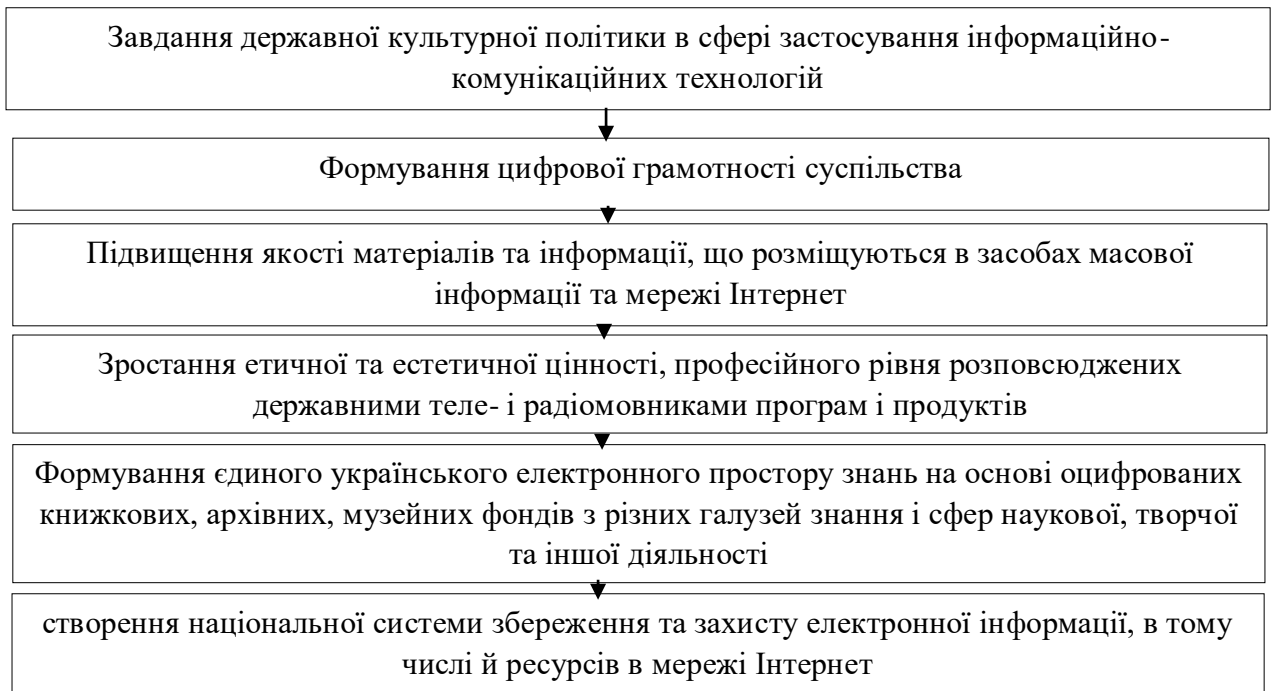 Завдання державної культурної політики в сфері застосування інформаційно-
комунікаційних технологій
Формування цифрової грамотності суспільства
Підвищення якості матеріалів та інформації, що розміщуються в засобах масової
інформації та мережі Інтернет
Зростання етичної та естетичної цінності, професійного рівня розповсюджених
державними теле- і радіомовниками програм і продуктів
Формування єдиного українського електронного простору знань на основі оцифрованих
книжкових, архівних, музейних фондів з різних галузей знання і сфер наукової, творчої
та іншої діяльності
створення національної системи збереження та захисту електронної інформації, в тому
числі й ресурсів в мережі Інтернет